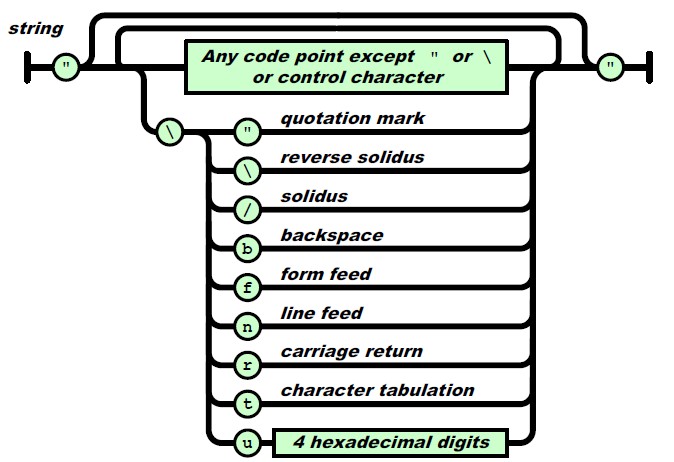 string
" Any code point except " or \ "
or control character
\ " quotation mark
\ reverse solidus
/ solidus
b backspace
f form feed
n line feed
r carriage return
t character tabulation
u 4 hexadecimal digits